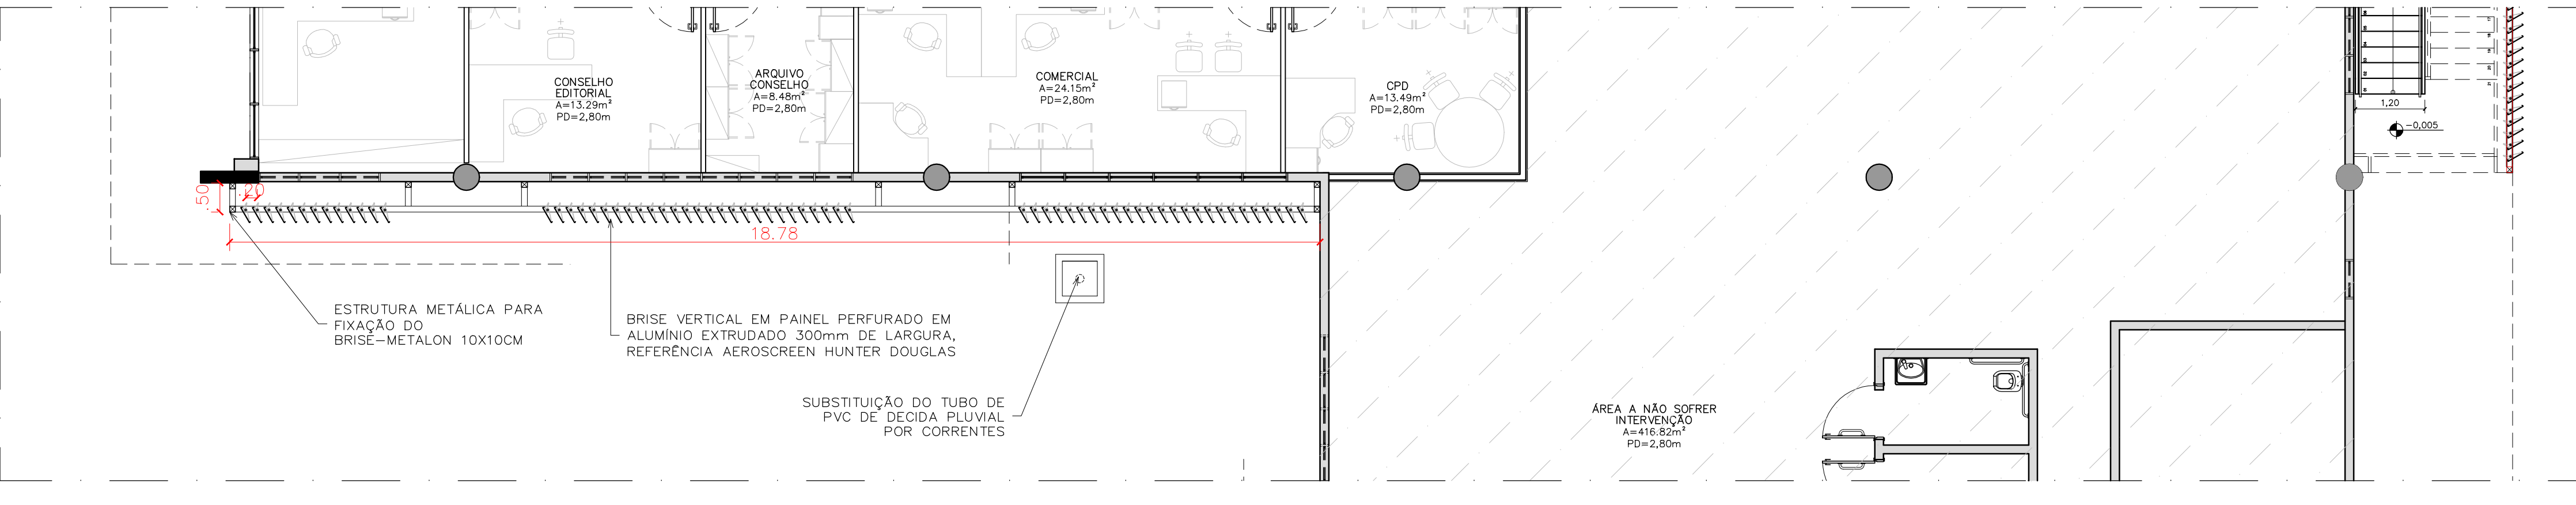 CONSELHO
EDITORIAL
A=13.29m²
PD=2,80m
ARQUIVO
CONSELHO
A=8.48m²
PD=2,80m
COMERCIAL
A=24.15m²
PD=2,80m
CPD
A=13.49m²
PD=2,80m
1,20
-0,005
.50
.20
18.78
ESTRUTURA METÁLICA PARA
FIXAÇÃO DO
BRISE-METALON 10X10CM
BRISE VERTICAL EM PAINEL PERFURADO EM
ALUMÍNIO EXTRUDADO 300mm DE LARGURA,
REFERÊNCIA AEROSCREEN HUNTER DOUGLAS
SUBSTITUIÇÃO DO TUBO DE
PVC DE DECIDA PLUVIAL
POR CORRENTES
ÁREA A NÃO SOFRER
INTERVENÇÃO
A=416.82m²
PD=2,80m